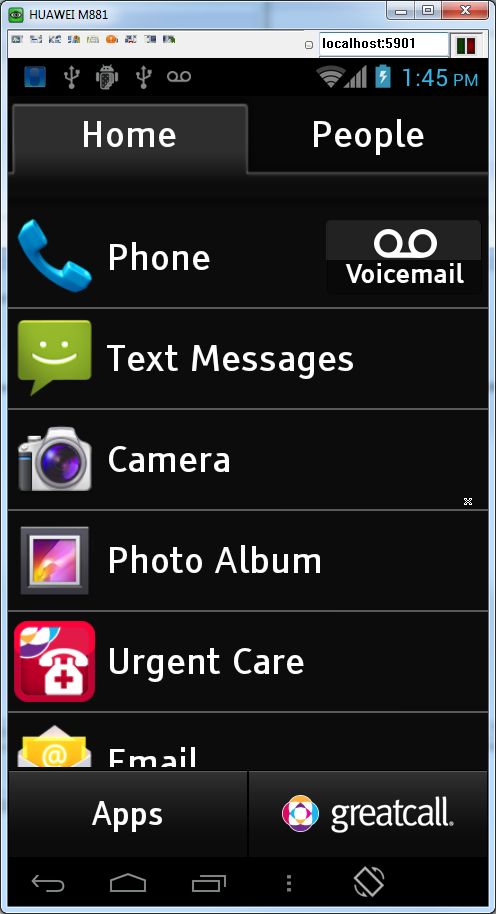 HUAWEI M881
localhost:5901
1:45 PM
Home
People
Phone
Voicemail
Text Messages
Camera
Photo Album
Urgent Care
Email
Apps
greatcall.